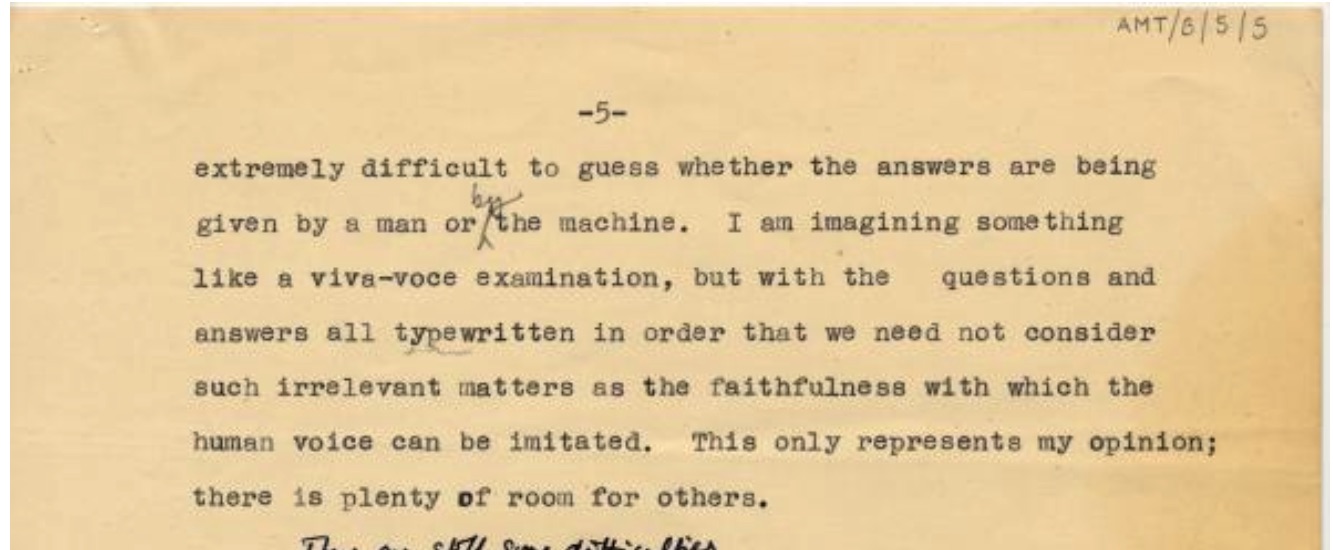 AMT/B/5/5
-5-
extremely difficult to guess whether the answers are being
by
given by a man or the machine. I am imagining something
like a viva-voce examination, but with the questions and
answers all typewritten in order that we need not consider
such irrelevant matters as the faithfulness with which the
human voice can be imitated. This only represents my opinion;
there is plenty of room for others.
still some difficulties